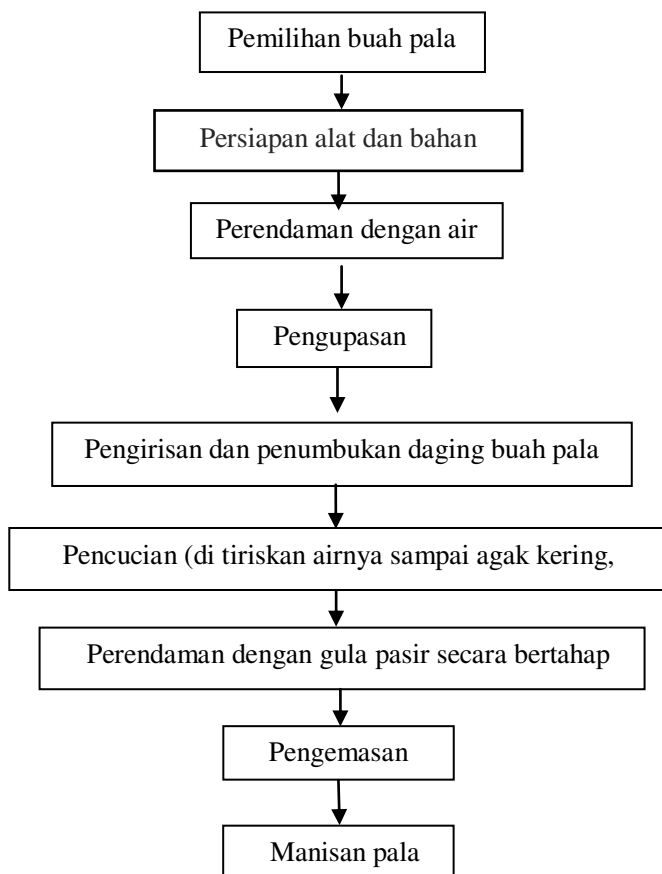 Pemilihan buah pala
Persiapan alat dan bahan
Perendaman dengan air
Pengupasan
Pengirisan dan penumbukan daging buah pala
Pencucian (di tiriskan airnya sampai agak kering,
Perendaman dengan gula pasir secara bertahap
Pengemasan
Manisan pala